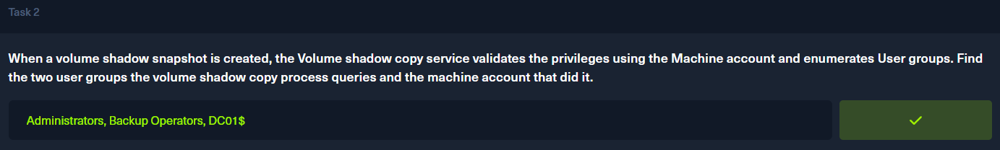 Task 2
When a volume shadow snapshot is created, the Volume shadow copy service validates the privileges using the Machine account and enumerates User groups. Find
the two user groups the volume shadow copy process queries and the machine account that did it.
Administrators, Backup Operators, DC01$